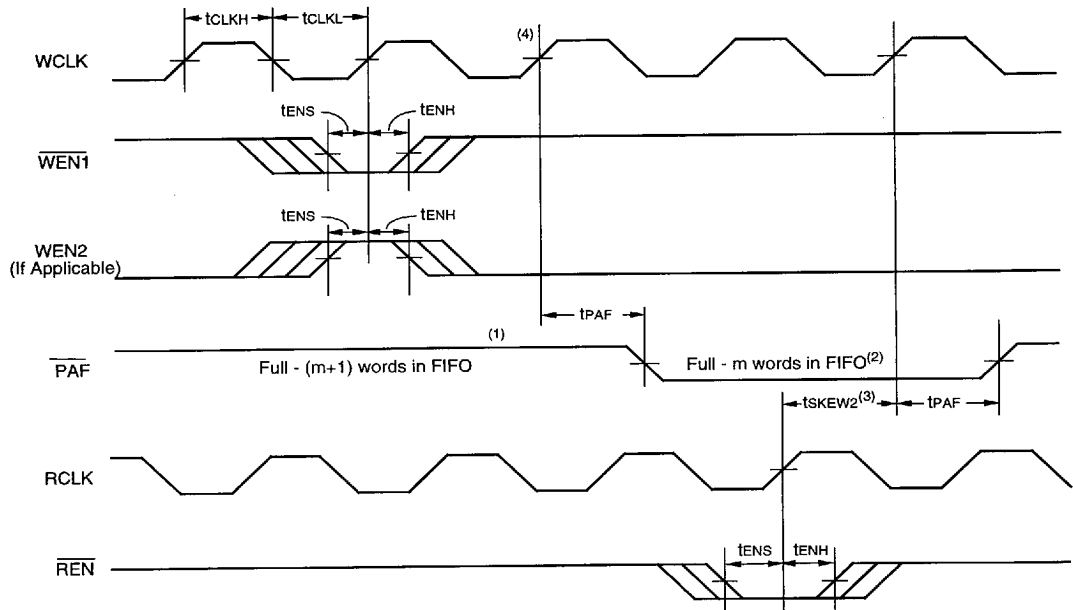 tCLKH tCLKL
WCLK (4)
tENS tENH
WEN1
tENS tENH
WEN2
(If Applicable)
tPAF
(1)
PAF Full - (m+1) words in FIFO Full - m words in FIFO(2)
tSKEW2(3) tPAF
RCLK
tENS tENH
REN